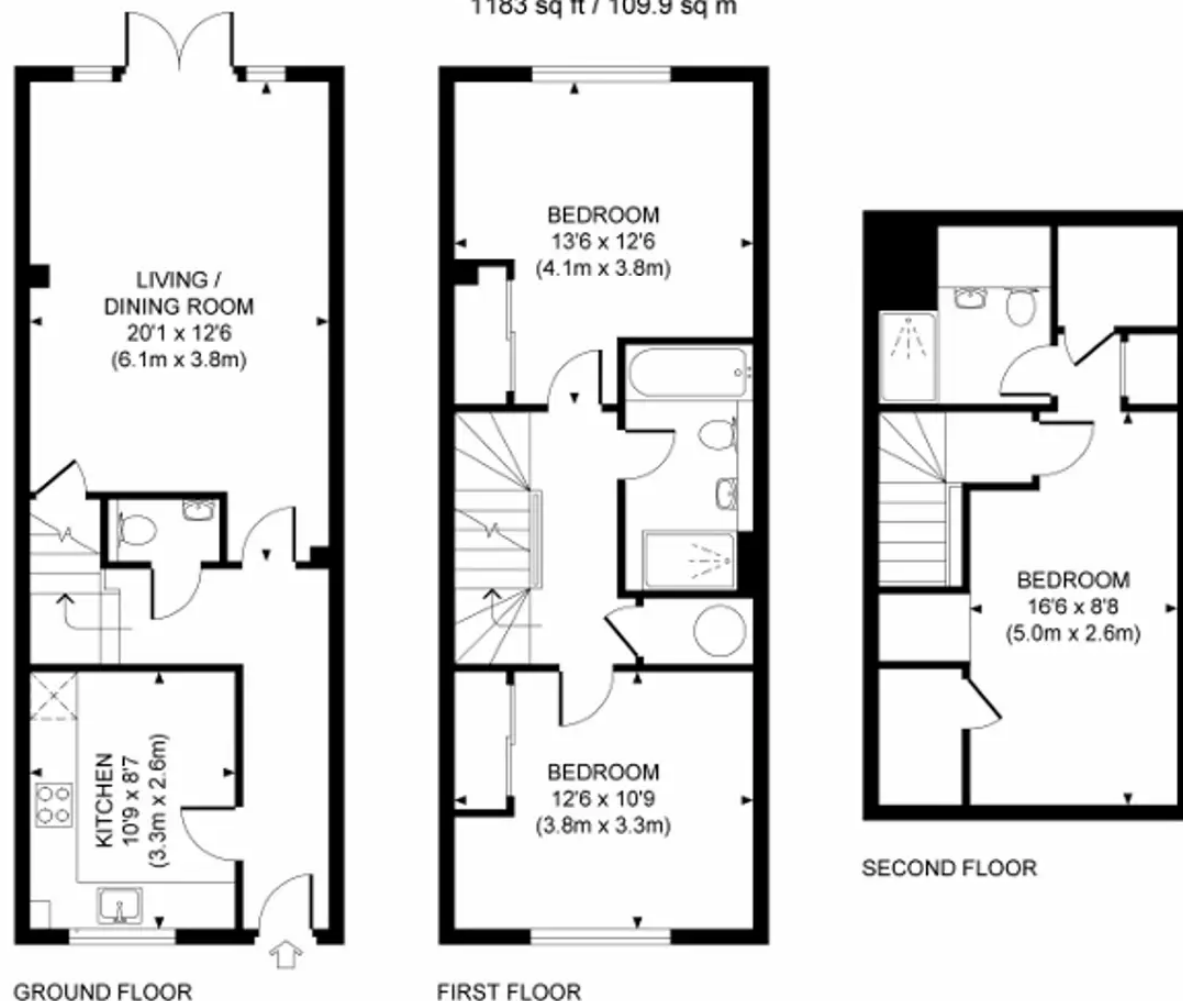 1183 sq ft / 109.9 sq m
LIVING /
DINING ROOM
20'1 x 12'6
(6.1m x 3.8m)
KITCHEN
10'9 x 8'7
(3.3m x 2.6m)
GROUND FLOOR
BEDROOM
13'6 x 12'6
(4.1m x 3.8m)
BEDROOM
12'6 x 10'9
(3.8m x 3.3m)
FIRST FLOOR
BEDROOM
16'6 x 8'8
(5.0m x 2.6m)
SECOND FLOOR